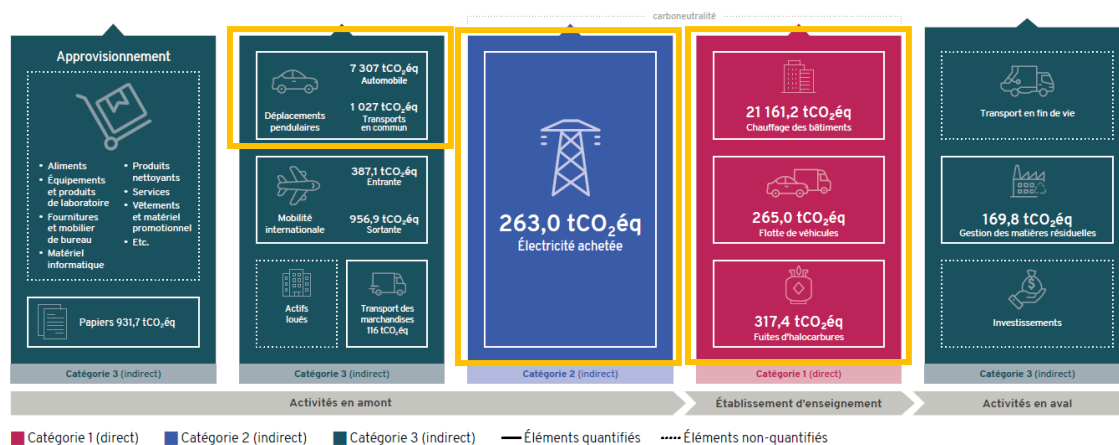 carboneutralité
Approvisionnement
• Aliments
• Équipements
et produits
de laboratoire
• Fournitures
et mobilier
de bureau
• Matériel
informatique
• Produits
nettoyants
• Services
• Vêtements
et matériel
promotionnel
• Etc.
Papiers 931,7 tCO₂éq
Catégorie 3 (indirect)
Déplacements
pendulaires
7 307 tCO₂éq
Automobile
1 027 tCO₂éq
Transports
en commun
Mobilité
internationale
387,1 tCO₂éq
Entrante
956,9 tCO₂éq
Sortante
Actifs
loués
Transport des
marchandises
116 tCO₂éq
Catégorie 3 (indirect)
263,0 tCO₂éq
Électricité achetée
Catégorie 2 (indirect)
21 161,2 tCO₂éq
Chauffage des bâtiments
265,0 tCO₂éq
Flotte de véhicules
317,4 tCO₂éq
Fuites d'halocarbures
Catégorie 1 (direct)
Transport en fin de vie
169,8 tCO₂éq
Gestion des matières résiduelles
Investissements
Catégorie 3 (indirect)
Activités en amont
Établissement d'enseignement
Activités en aval
Catégorie 1 (direct)
Catégorie 2 (indirect)
Catégorie 3 (indirect)
Éléments quantifiés
Éléments non-quantifiés